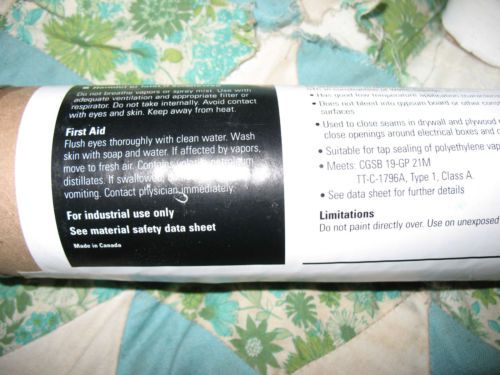 Do not breathe vapors or spray mist. Use with
adequate ventilation and appropriate filter or
respirator. Do not take internally. Avoid contact
with eyes and skin. Keep away from heat.
First Aid
Flush eyes thoroughly with clean water. Wash
skin with soap and water. If affected by vapors,
move to fresh air. Contains petroleum
distillates. If swallowed,
vomiting. Contact physician immediately.
For industrial use only
See material safety data sheet
Made in Canada
• Has good low temperature application characteristics
• Does not bleed into gypsum board or other
surfaces
• Used to close seams in drywall and plywood
close openings around electrical boxes and
• Suitable for tap sealing of polyethylene
• Meets: CGSB 19-GP 21M
TT-C-1796A, Type 1, Class A.
• See data sheet for further details
Limitations
Do not paint directly over. Use on unexposed